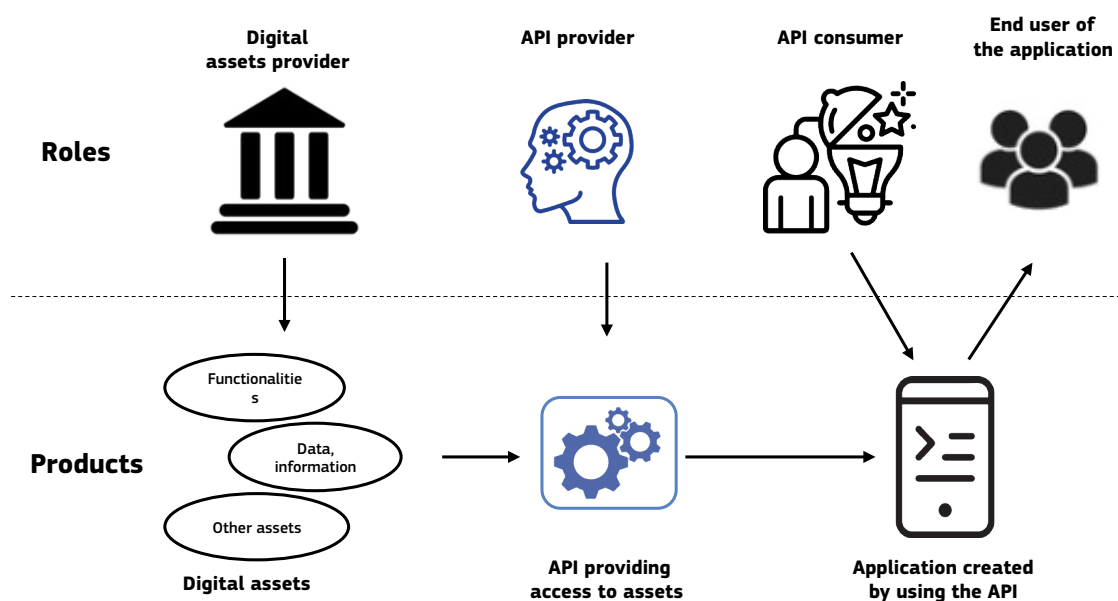 Digital
assets provider
API provider
API consumer
End user of
the application
Roles
Functionalitie
s
Data,
information
Other assets
Products
Digital assets
API providing
access to assets
Application created
by using the API